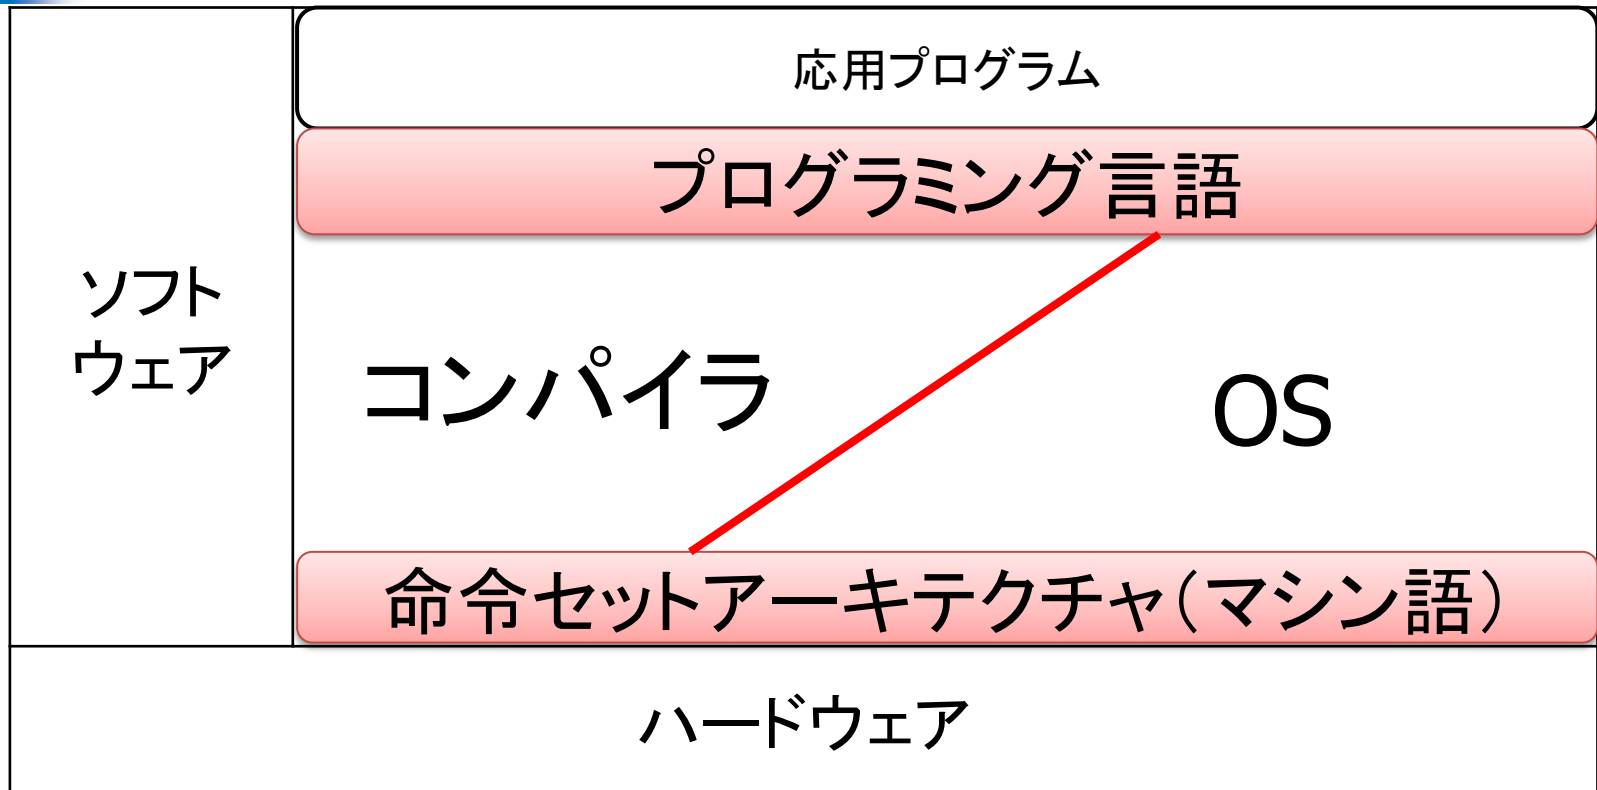 応用プログラム
プログラミング言語
ソフト
ウェア
コンパイラ
OS
命令セットアーキテクチャ(マシン語)
ハードウェア